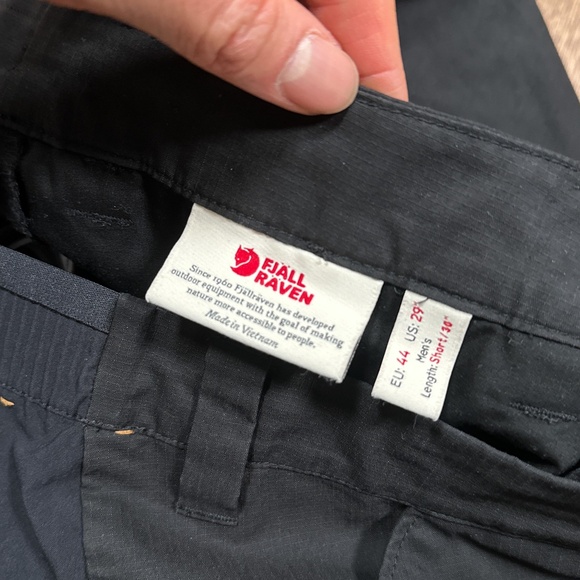 FJÄLL
RÄVEN
Since 1960 Fjällräven has developed
outdoor equipment with the goal of making
nature more accessible to people.
Made in Vietnam
EU: 44 US: 29
Men's
Length: Short/30"